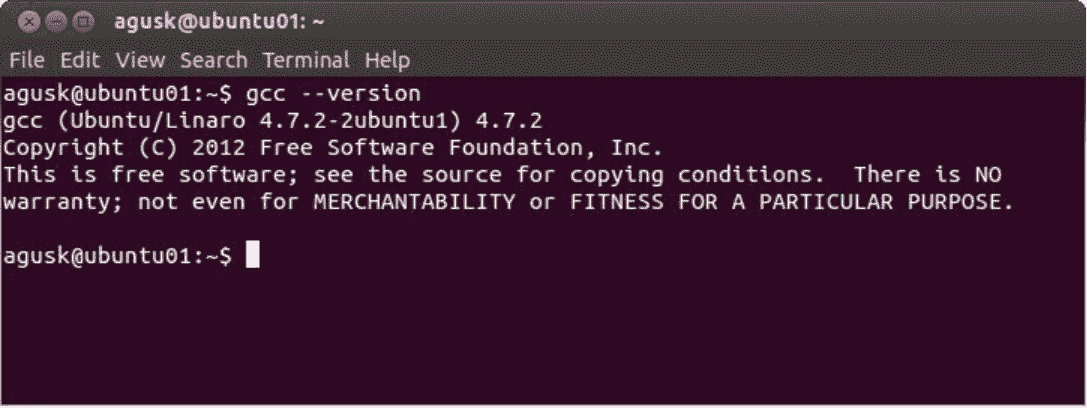 agusk@ubuntu01: ~
File Edit View Search Terminal Help
agusk@ubuntu01:~$ gcc --version
gcc (Ubuntu/Linaro 4.7.2-2ubuntu1) 4.7.2
Copyright (C) 2012 Free Software Foundation, Inc.
This is free software; see the source for copying conditions.  There is NO
warranty; not even for MERCHANTABILITY or FITNESS FOR A PARTICULAR PURPOSE.
agusk@ubuntu01:~$